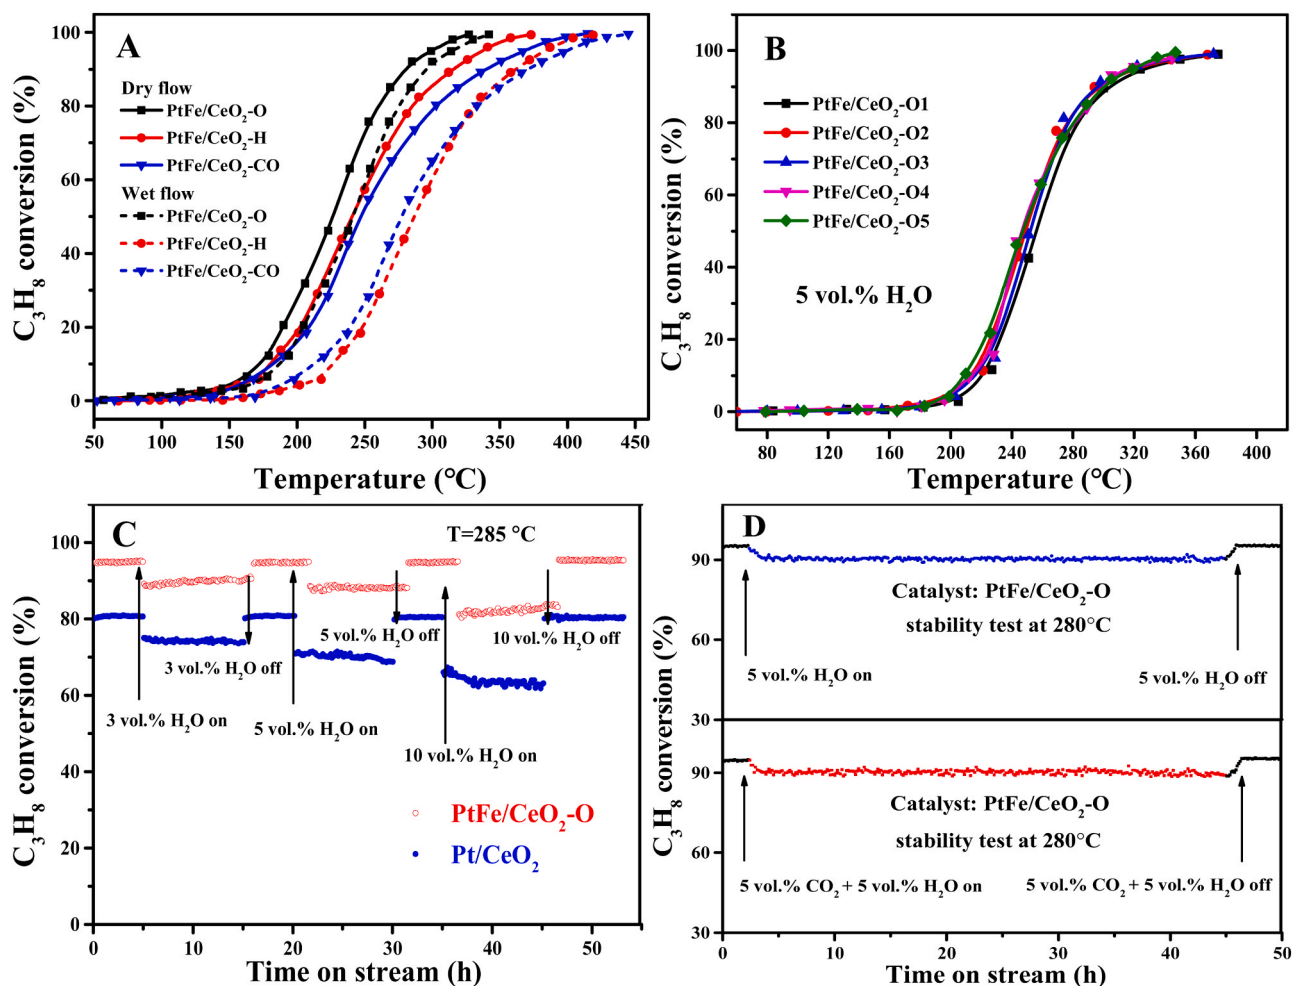 A
C₃H₈ conversion (%)
100
80
60
40
20
0
Dry flow
PtFe/CeO₂-O
PtFe/CeO₂-H
PtFe/CeO₂-CO
Wet flow
PtFe/CeO₂-O
PtFe/CeO₂-H
PtFe/CeO₂-CO
50 100 150 200 250 300 350 400 450
Temperature (°C)
B
C₃H₈ conversion (%)
100
80
60
40
20
0
PtFe/CeO₂-O1
PtFe/CeO₂-O2
PtFe/CeO₂-O3
PtFe/CeO₂-O4
PtFe/CeO₂-O5
5 vol.% H₂O
80 120 160 200 240 280 320 360 400
Temperature (°C)
C
T=285 °C
C₃H₈ conversion (%)
100
80
60
40
20
0
5 vol.% H₂O off
10 vol.% H₂O off
3 vol.% H₂O off
3 vol.% H₂O on
5 vol.% H₂O on
10 vol.% H₂O on
PtFe/CeO₂-O
Pt/CeO₂
0 10 20 30 40 50
Time on stream (h)
D
C₃H₈ conversion (%)
90
60
30
Catalyst: PtFe/CeO₂-O
stability test at 280°C
5 vol.% H₂O on
5 vol.% H₂O off
90
60
30
Catalyst: PtFe/CeO₂-O
stability test at 280°C
5 vol.% CO₂ + 5 vol.% H₂O on
5 vol.% CO₂ + 5 vol.% H₂O off
0 10 20 30 40 50
Time on stream (h)